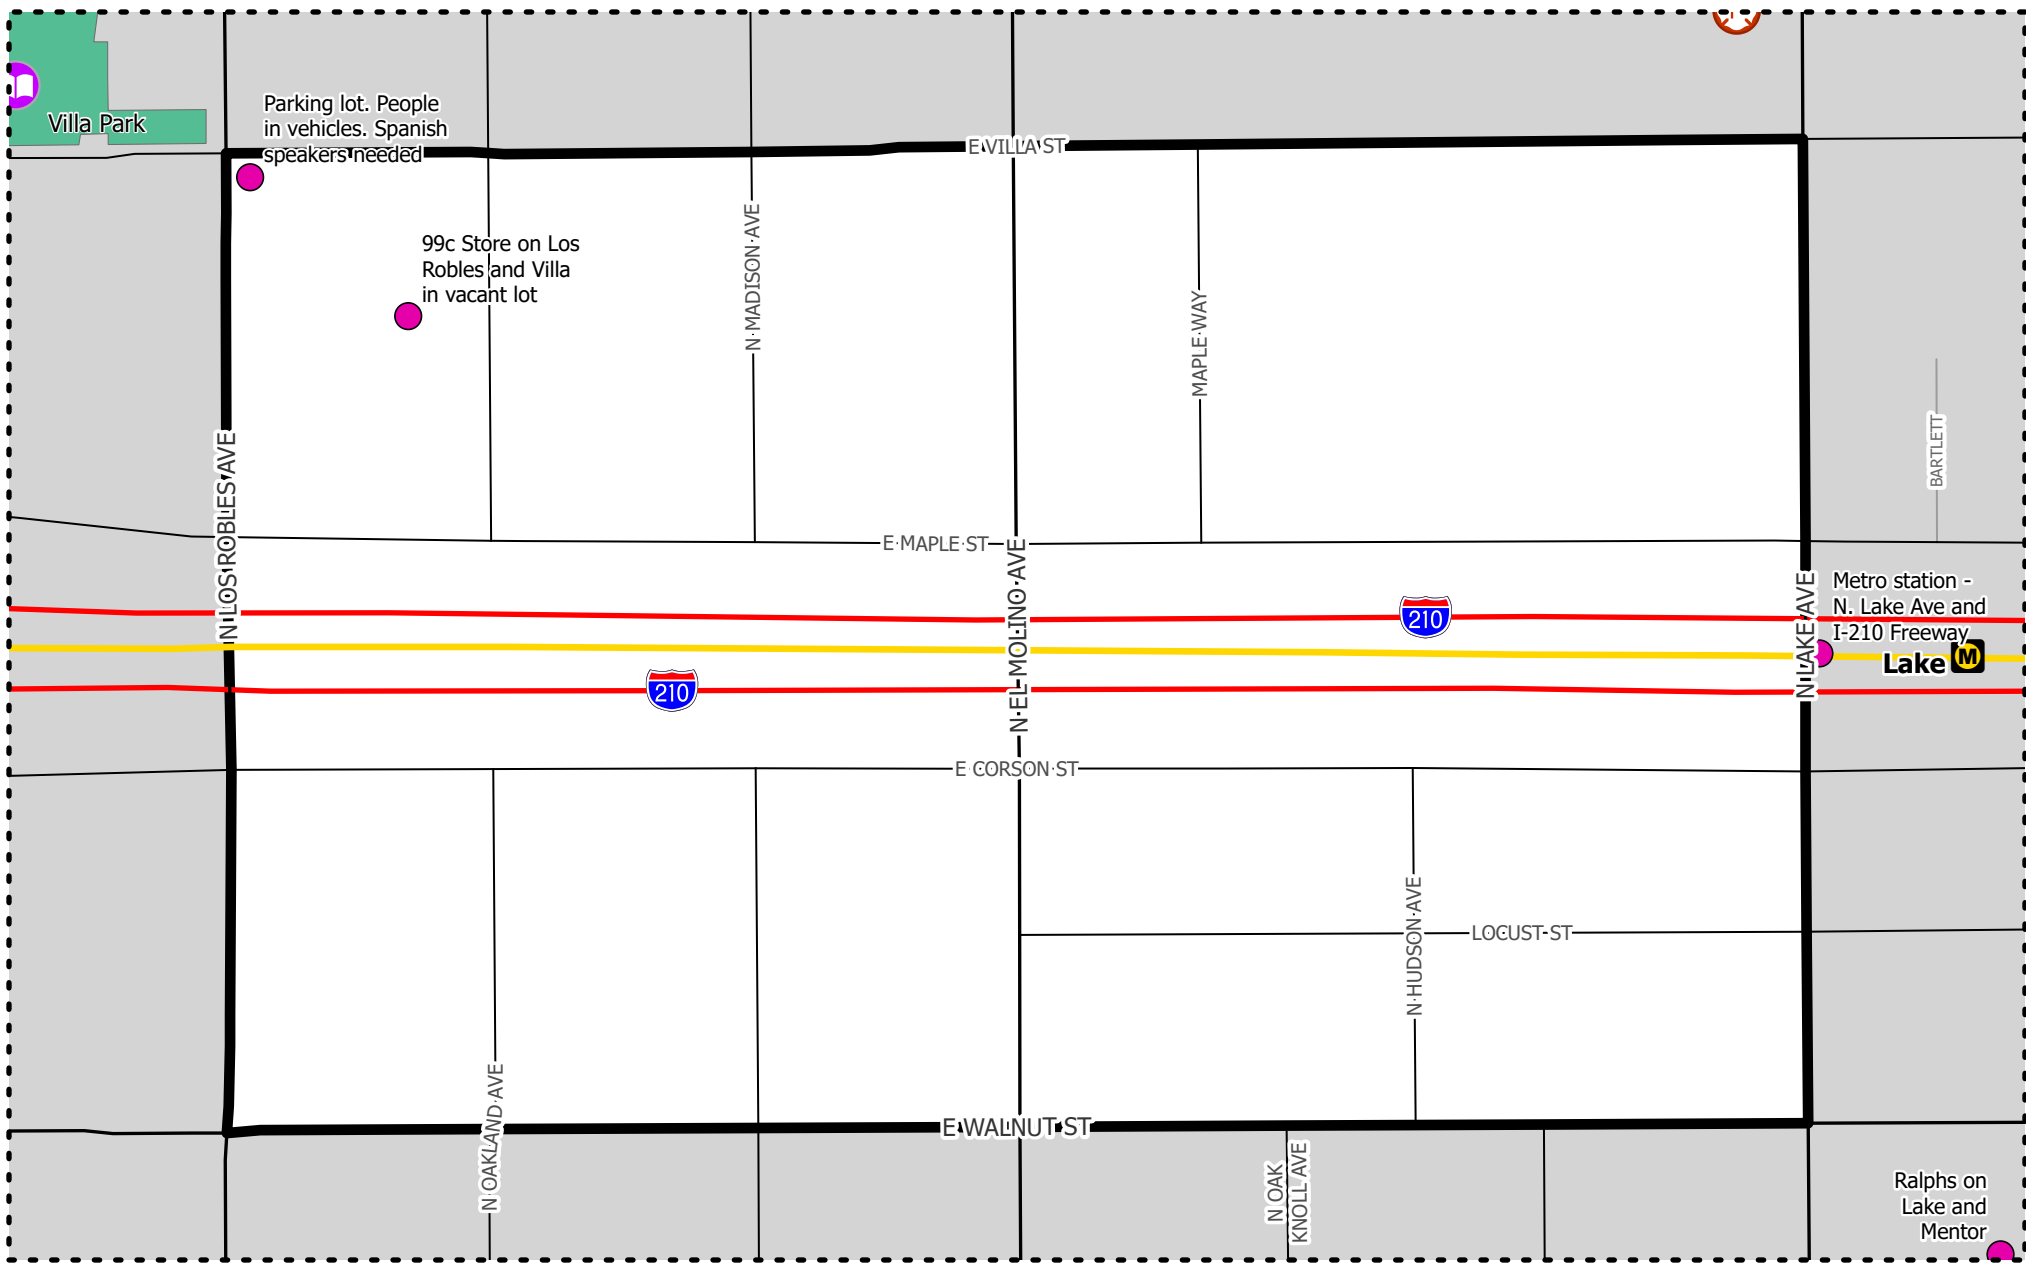 Villa Park
Parking lot. People
in vehicles. Spanish
speakers needed
E VILLA ST
99c Store on Los
Robles and Villa
in vacant lot
N MADISON AVE
MAPLE WAY
BARTLETT
N LOS ROBLES AVE
E MAPLE ST
N EL MOLINO AVE
N LAKE AVE
Metro station -
N. Lake Ave and
I-210 Freeway
210
Lake
M
210
E CORSON ST
N HUDSON AVE
LOCUST ST
N OAKLAND AVE
E WALNUT ST
N OAK
KNOLL AVE
Ralphs on
Lake and
Mentor